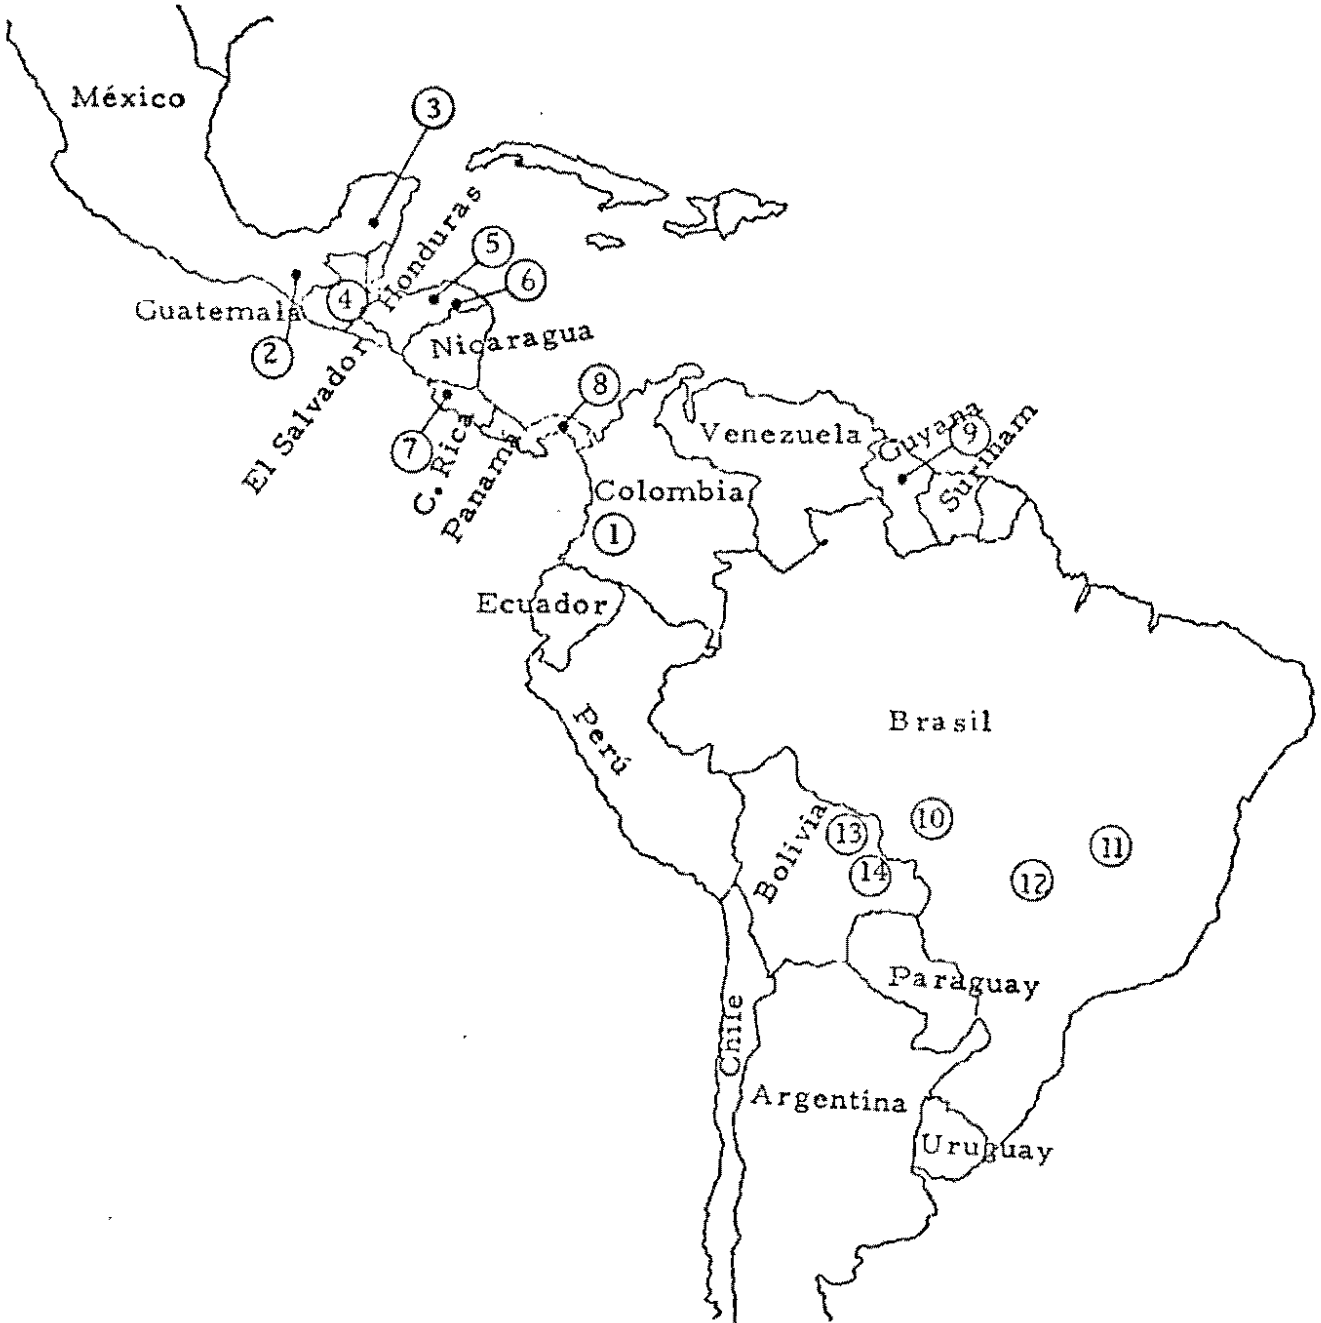 México
3
Honduras
5
6
4
Guatemala
2
Nicaragua
El Salvador
8
7
C. Rica
Panamá
Venezuela
Guyana
9
Surinam
Colombia
1
Ecuador
Perú
Brasil
Bolivia
13
10
14
11
12
Paraguay
Chile
Argentina
Uruguay